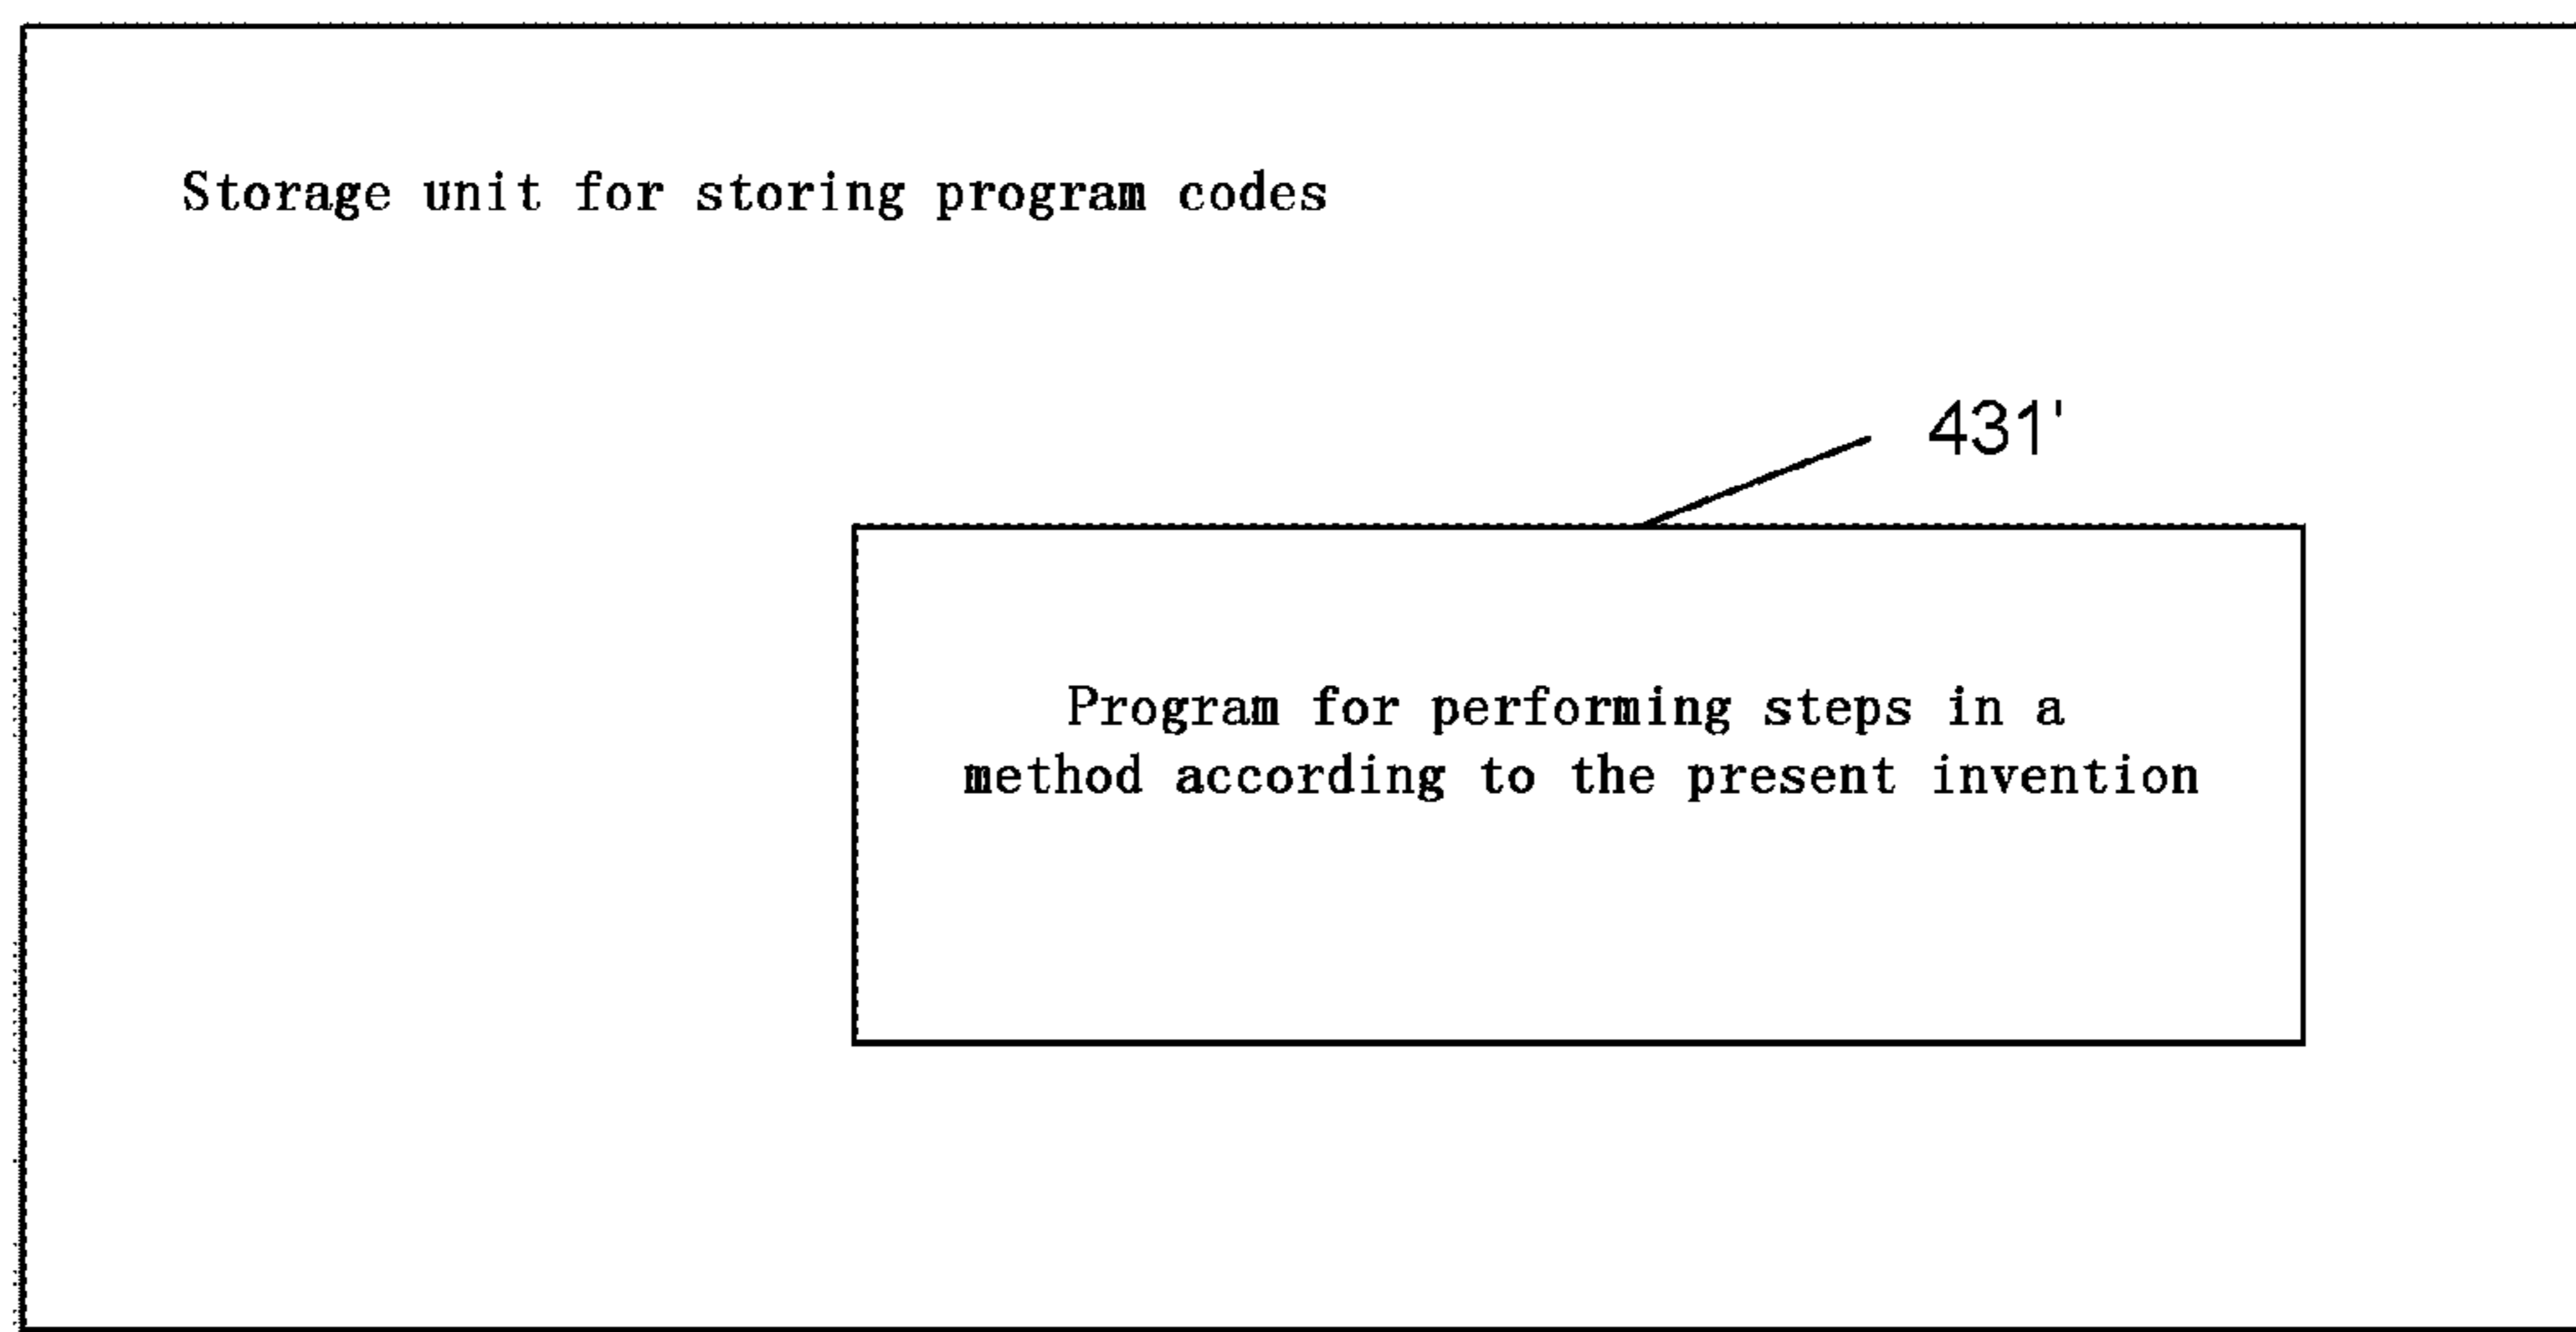 Storage unit for storing program codes
431'
Program for performing steps in a
method according to the present invention